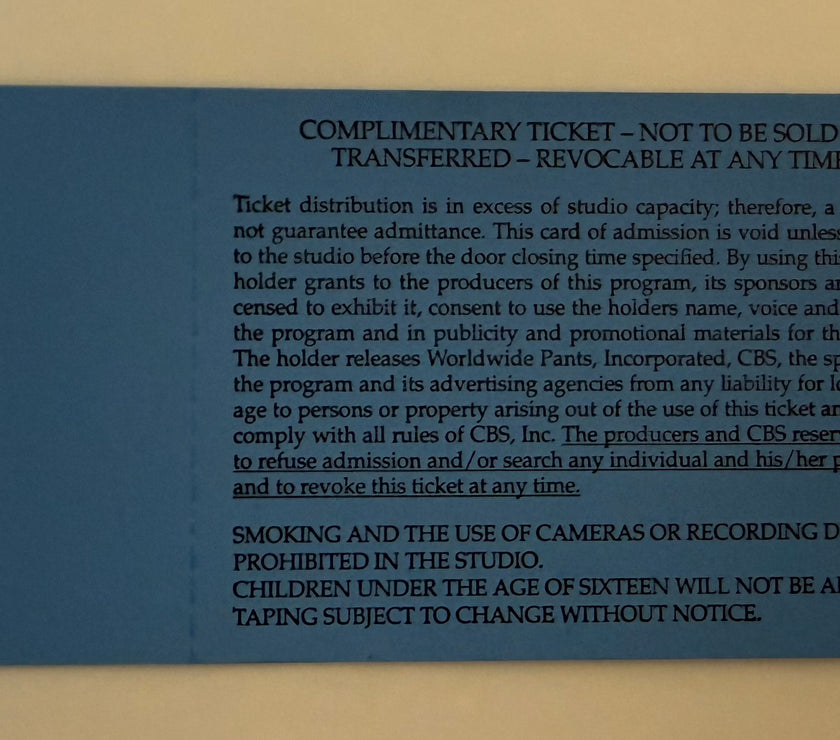 COMPLIMENTARY TICKET – NOT TO BE SOLD
TRANSFERRED – REVOCABLE AT ANY TIME
Ticket distribution is in excess of studio capacity; therefore, a
not guarantee admittance. This card of admission is void unless
to the studio before the door closing time specified. By using this
holder grants to the producers of this program, its sponsors
censed to exhibit it, consent to use the holders name, voice and
the program and in publicity and promotional materials for
The holder releases Worldwide Pants, Incorporated, CBS, the
the program and its advertising agencies from any liability for
age to persons or property arising out of the use of this ticket
comply with all rules of CBS, Inc. The producers and CBS
to refuse admission and/or search any individual and his/her
and to revoke this ticket at any time.
SMOKING AND THE USE OF CAMERAS OR RECORDING
PROHIBITED IN THE STUDIO.
CHILDREN UNDER THE AGE OF SIXTEEN WILL NOT BE
TAPING SUBJECT TO CHANGE WITHOUT NOTICE.